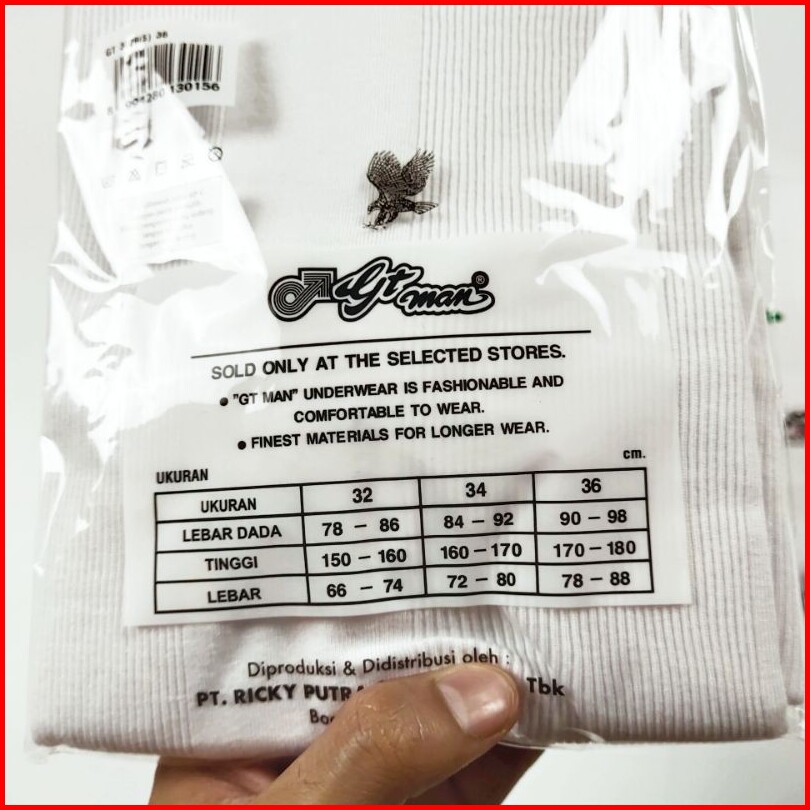 36
130156
Gt man ®
SOLD ONLY AT THE SELECTED STORES.
● "GT MAN" UNDERWEAR IS FASHIONABLE AND
COMFORTABLE TO WEAR.
● FINEST MATERIALS FOR LONGER WEAR.
cm.
UKURAN
UKURAN 32 34 36
LEBAR DADA 78 – 86 84 – 92 90 – 98
TINGGI 150 – 160 160 – 170 170 – 180
LEBAR 66 – 74 72 – 80 78 – 88
Diproduksi & Didistribusi oleh :
PT. RICKY Tbk